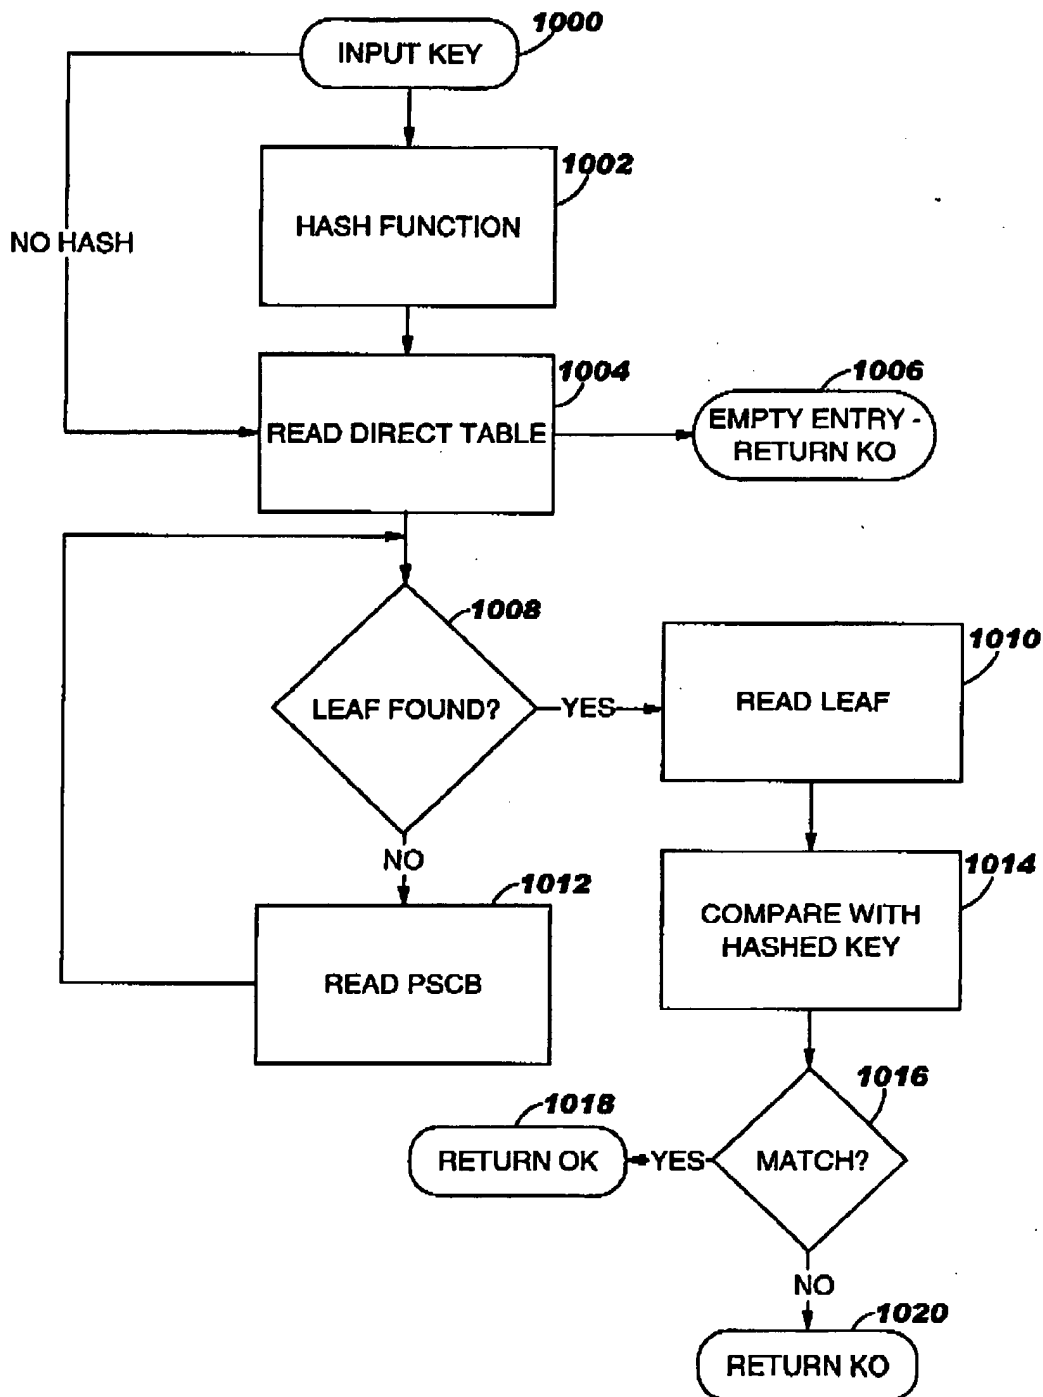 1000
INPUT KEY
1002
HASH FUNCTION
NO HASH
1004
READ DIRECT TABLE
1006
EMPTY ENTRY -
RETURN KO
1008
LEAF FOUND?
YES
1010
READ LEAF
NO
1012
READ PSCB
1014
COMPARE WITH
HASHED KEY
1016
MATCH?
YES
1018
RETURN OK
NO
1020
RETURN KO